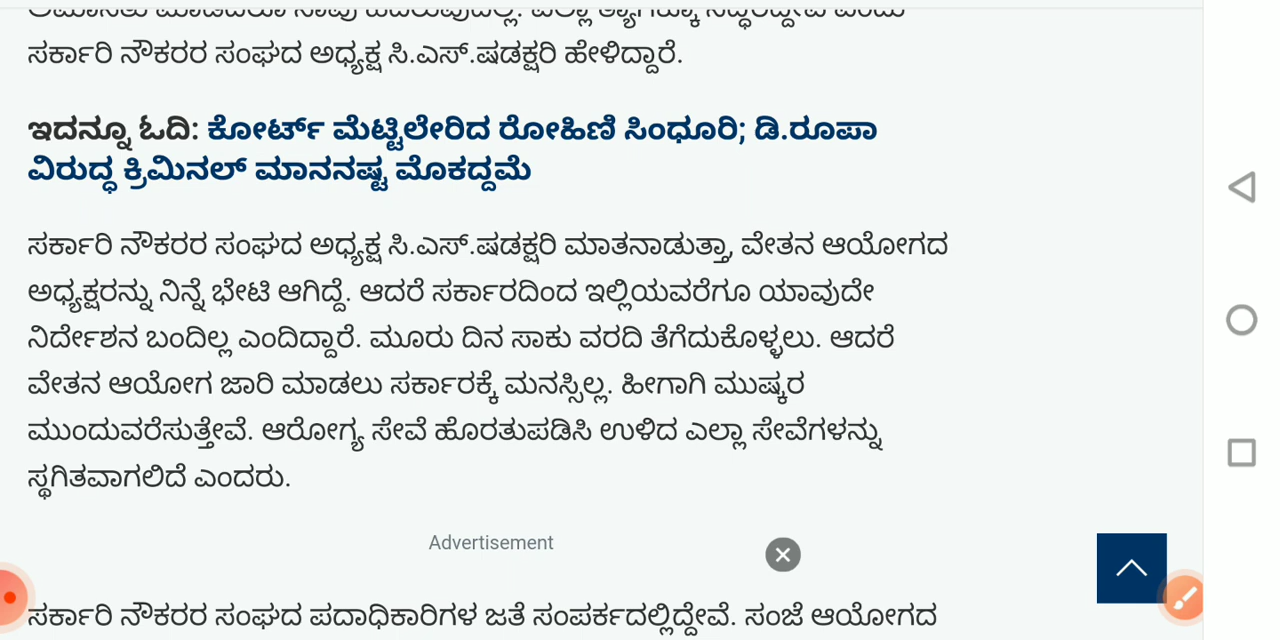 ಸರ್ಕಾರಿ ನೌಕರರ ಸಂಘದ ಅಧ್ಯಕ್ಷ ಸಿ.ಎಸ್.ಷಡಕ್ಷರಿ ಹೇಳಿದ್ದಾರೆ.
ಇದನ್ನೂ ಓದಿ: ಕೋರ್ಟ್ ಮೆಟ್ಟಿಲೇರಿದ ರೋಹಿಣಿ ಸಿಂಧೂರಿ; ಡಿ.ರೂಪಾ
ವಿರುದ್ಧ ಕ್ರಿಮಿನಲ್ ಮಾನನಷ್ಟ ಮೊಕದ್ದಮೆ
ಸರ್ಕಾರಿ ನೌಕರರ ಸಂಘದ ಅಧ್ಯಕ್ಷ ಸಿ.ಎಸ್.ಷಡಕ್ಷರಿ ಮಾತನಾಡುತ್ತಾ, ವೇತನ ಆಯೋಗದ
ಅಧ್ಯಕ್ಷರನ್ನು ನಿನ್ನೆ ಭೇಟಿ ಆಗಿದ್ದೆ. ಆದರೆ ಸರ್ಕಾರದಿಂದ ಇಲ್ಲಿಯವರೆಗೂ ಯಾವುದೇ
ನಿರ್ದೇಶನ ಬಂದಿಲ್ಲ ಎಂದಿದ್ದಾರೆ. ಮೂರು ದಿನ ಸಾಕು ವರದಿ ತೆಗೆದುಕೊಳ್ಳಲು. ಆದರೆ
ವೇತನ ಆಯೋಗ ಜಾರಿ ಮಾಡಲು ಸರ್ಕಾರಕ್ಕೆ ಮನಸ್ಸಿಲ್ಲ. ಹೀಗಾಗಿ ಮುಷ್ಕರ
ಮುಂದುವರೆಸುತ್ತೇವೆ. ಆರೋಗ್ಯ ಸೇವೆ ಹೊರತುಪಡಿಸಿ ಉಳಿದ ಎಲ್ಲಾ ಸೇವೆಗಳನ್ನು
ಸ್ಥಗಿತವಾಗಲಿದೆ ಎಂದರು.
Advertisement
ಸರ್ಕಾರಿ ನೌಕರರ ಸಂಘದ ಪದಾಧಿಕಾರಿಗಳ ಜತೆ ಸಂಪರ್ಕದಲ್ಲಿದ್ದೇವೆ. ಸಂಜೆ ಆಯೋಗದ